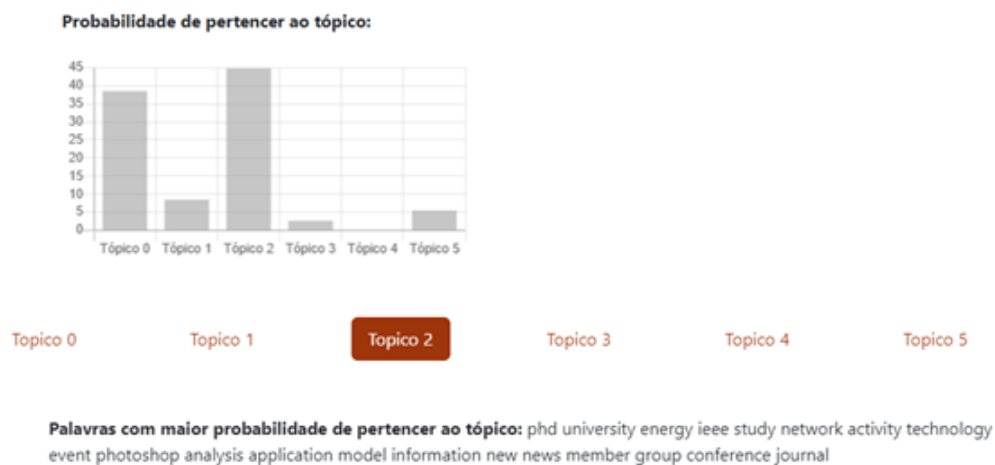 Probabilidade de pertencer ao tópico:
45
40
35
30
25
20
15
10
5
0
Tópico 0 Tópico 1 Tópico 2 Tópico 3 Tópico 4 Tópico 5
Topico 0 Topico 1 Topico 2 Topico 3 Topico 4 Topico 5
Palavras com maior probabilidade de pertencer ao tópico: phd university energy ieee study network activity technology
event photoshop analysis application model information new news member group conference journal